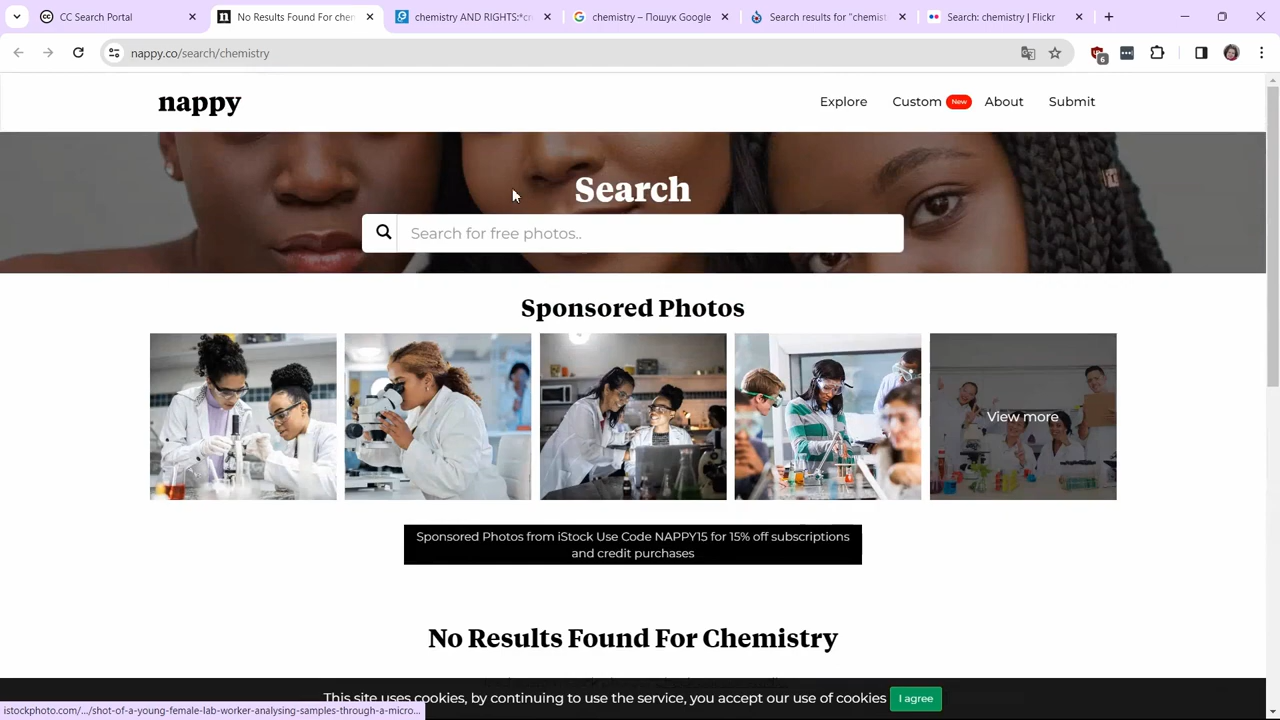 CC Search Portal
No Results Found For chem
chemistry AND RIGHTS:*c
chemistry – Пошук Google
Search results for "chemist
Search: chemistry | Flickr
nappy.co/search/chemistry
6
nappy
Explore
Custom
New
About
Submit
Search
Search for free photos..
Sponsored Photos
View more
Sponsored Photos from iStock Use Code NAPPY15 for 15% off subscriptions
and credit purchases
No Results Found For Chemistry
This site uses cookies, by continuing to use the service, you accept our use of cookies
I agree
istockphoto.com/.../shot-of-a-young-female-lab-worker-analysing-samples-through-a-micro...